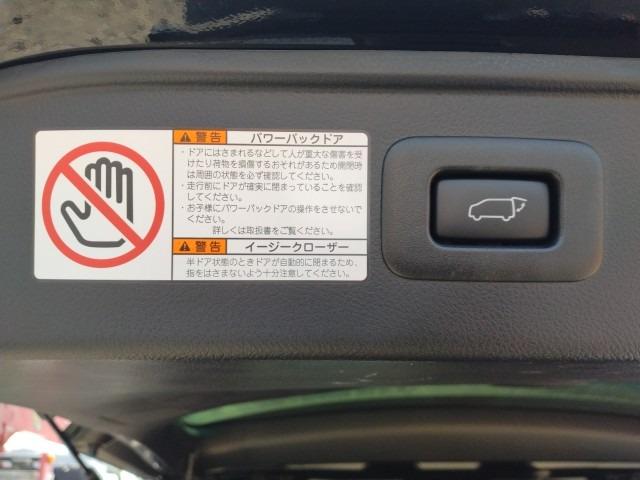 警告 パワーバックドア
・ドアにはさまれるなどして人が重大な傷害を受
けたり荷物を損傷するおそれがあるため開閉時
は周囲の状態を必ず確認してください。
・走行前にドアが確実に閉まっていることを確認
してください。
・お子様にパワーバックドアの操作をさせないで
ください。
詳しくは取扱書をご覧ください。
警告 イージークローザー
半ドア状態のときドアが自動的に閉まるため、
指をはさまないよう十分注意してください。